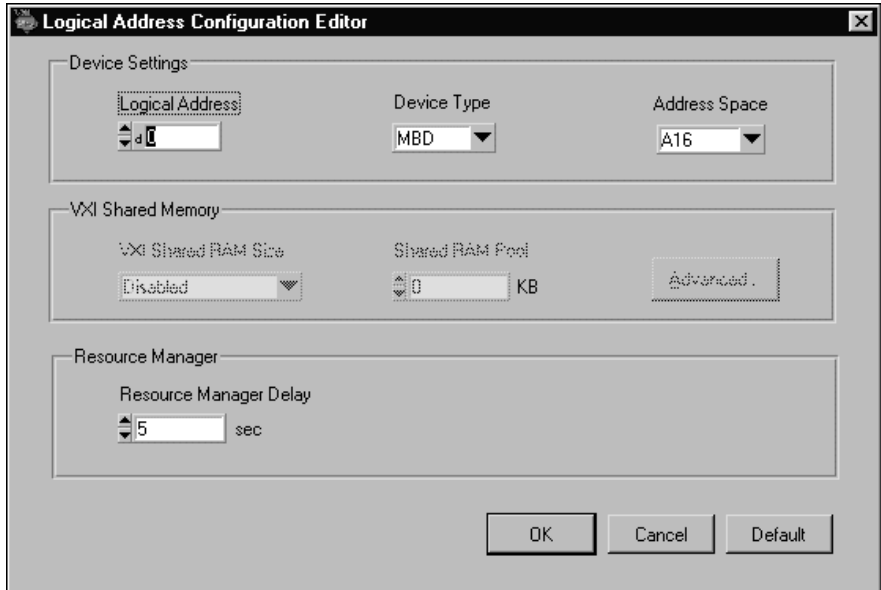 Logical Address Configuration Editor
Device Settings
Logical Address
d 0
Device Type
MBD
Address Space
A16
VXI Shared Memory
VXI Shared RAM Size
Disabled
Shared RAM Pool
0 KB
Advanced .
Resource Manager
Resource Manager Delay
5 sec
OK Cancel Default